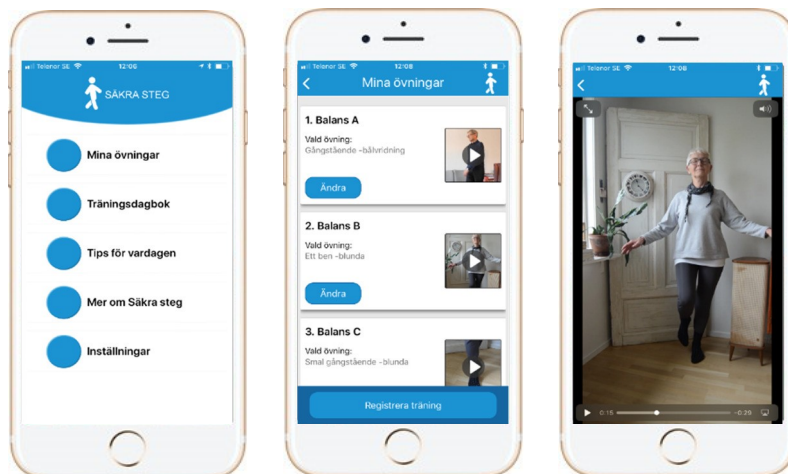 Telenor SE 12:08
SÄKRA STEG
Mina övningar
Träningsdagbok
Tips för vardagen
Mer om Säkra steg
Inställningar
Telenor SE 12:08
Mina övningar
1. Balans A
Vald övning:
Gångstående -bålvridning
Ändra
2. Balans B
Vald övning:
Ett ben -blunda
Ändra
3. Balans C
Vald övning:
Smal gångstående -blunda
Registrera träning
Telenor SE 12:08
0:15 -0:29